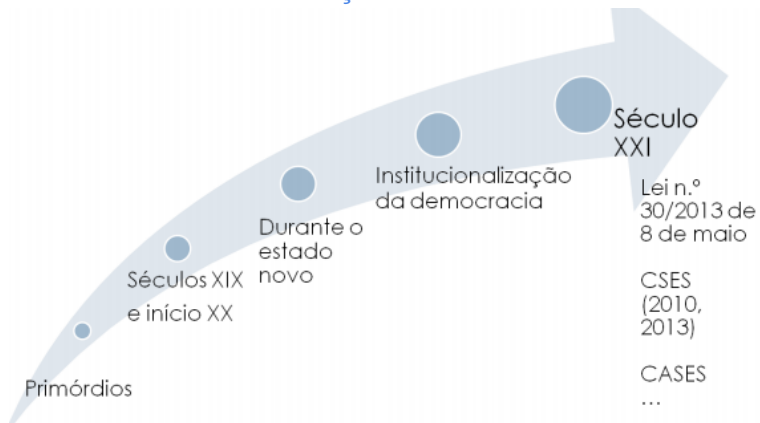 Primórdios
Séculos XIX
e início XX
Durante o
estado
novo
Institucionalização
da democracia
Século
XXI
Lei n.º
30/2013 de
8 de maio
CSES
(2010,
2013)
CASES
...